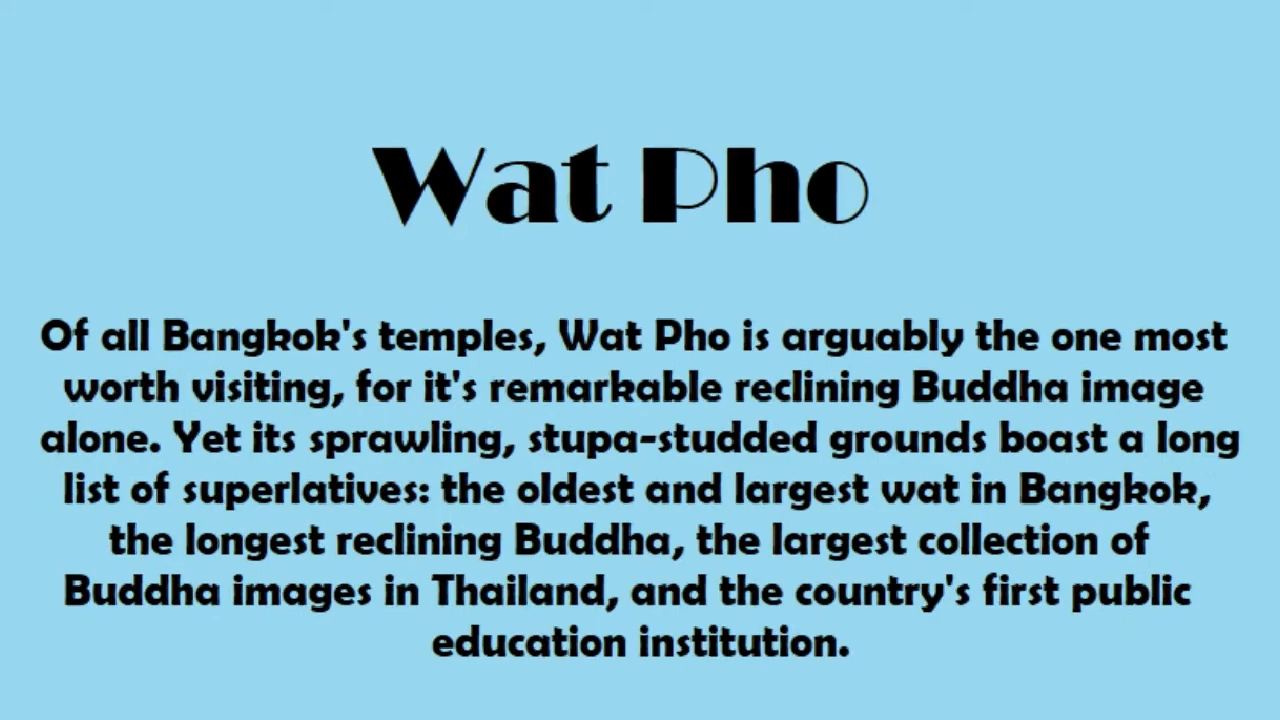 Wat Pho
Of all Bangkok's temples, Wat Pho is arguably the one most
worth visiting, for it's remarkable reclining Buddha image
alone. Yet its sprawling, stupa-studded grounds boast a long
list of superlatives: the oldest and largest wat in Bangkok,
the longest reclining Buddha, the largest collection of
Buddha images in Thailand, and the country's first public
education institution.